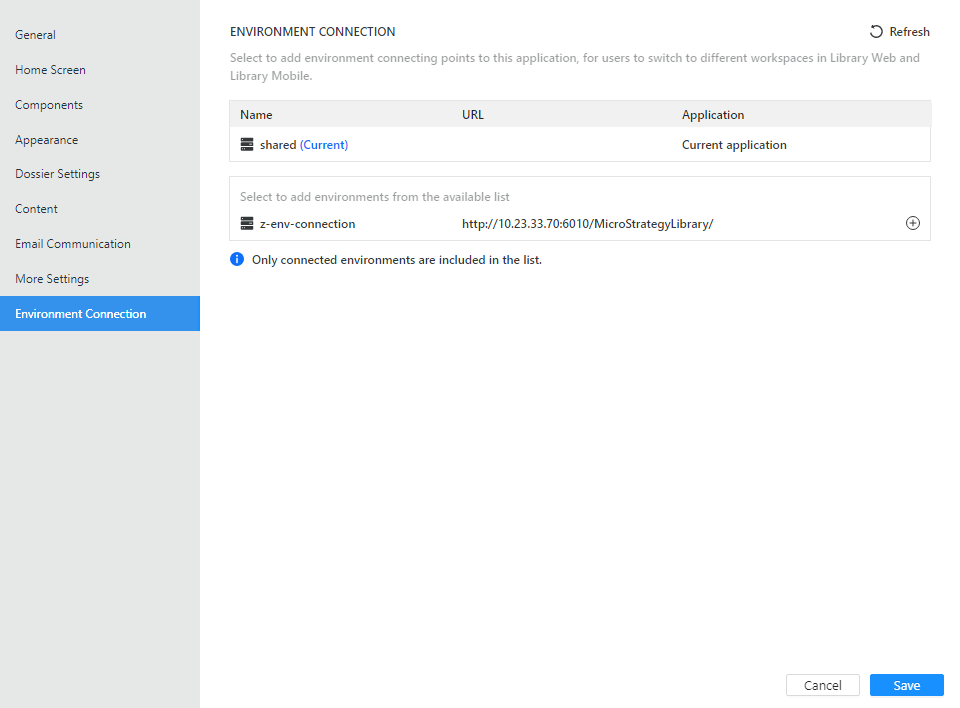 General
Home Screen
Components
Appearance
Dossier Settings
Content
Email Communication
More Settings
Environment Connection
ENVIRONMENT CONNECTION
Refresh
Select to add environment connecting points to this application, for users to switch to different workspaces in Library Web and
Library Mobile.
Name URL Application
shared (Current) Current application
Select to add environments from the available list
z-env-connection http://10.23.33.70:6010/MicroStrategyLibrary/
Only connected environments are included in the list.
Cancel Save